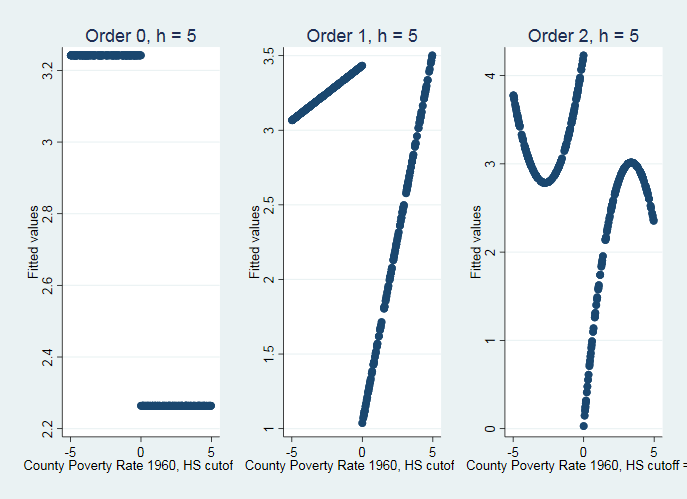 Order 0, h = 5
Fitted values
3.2
3
2.8
2.6
2.4
2.2
-5
0
5
County Poverty Rate 1960, HS cutof
Order 1, h = 5
Fitted values
3.5
3
2.5
2
1.5
1
-5
0
5
County Poverty Rate 1960, HS cutof
Order 2, h = 5
Fitted values
4
3
2
1
0
-5
0
5
County Poverty Rate 1960, HS cutoff =